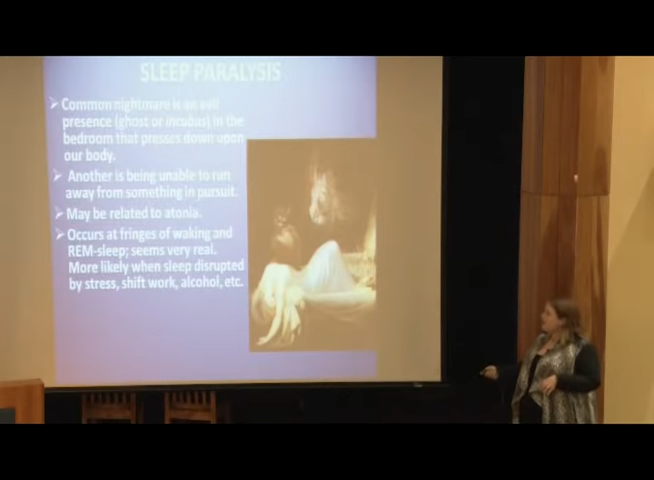 SLEEP PARALYSIS
Common nightmare is an evil
presence (ghost or incubus) in the
bedroom that presses down upon
our body.
Another is being unable to run
away from something in pursuit.
May be related to atonia.
Occurs at fringes of waking and
REM-sleep; seems very real.
More likely when sleep disrupted
by stress, shift work, alcohol, etc.